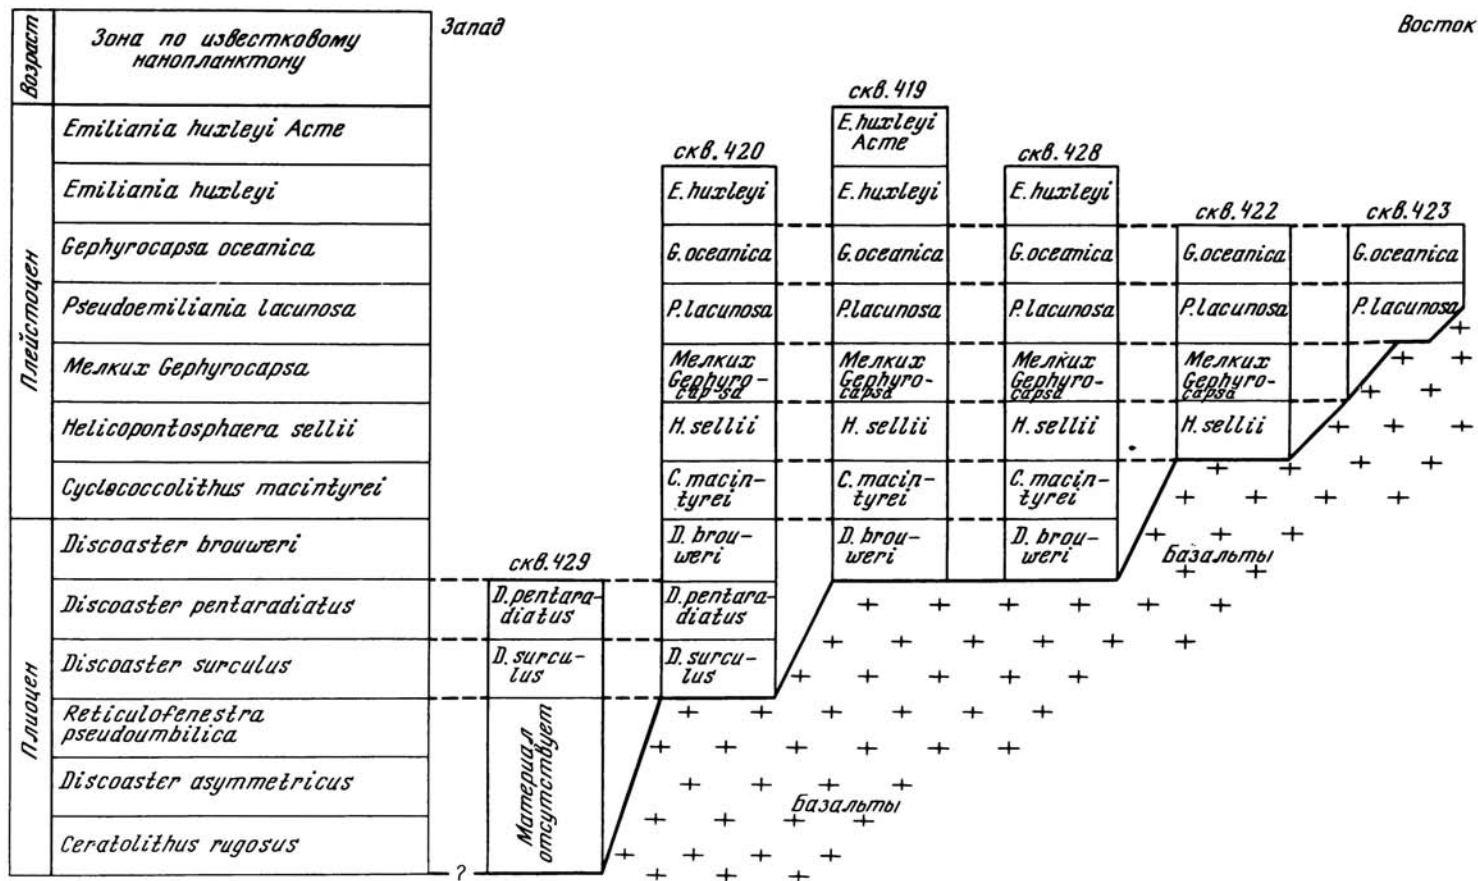 Возраст
Зона по известковому
нанопланктону
Запад
Восток
Плейстоцен
Emiliania huxleyi Acme
Emiliania huxleyi
Gephyrocapsa oceanica
Pseudoemiliania lacunosa
Мелких Gephyrocapsa
Helicopontosphaera sellii
Cyclococcolithus macintyrei
Плиоцен
Discoaster brouweri
Discoaster pentaradiatus
Discoaster surculus
Reticulofenestra
pseudoumbilica
Discoaster asymmetricus
Ceratolithus rugosus
?
скв. 429
D. pentara-
diatus
D. surcu-
lus
Материал
отсутствует
скв. 420
E. huxleyi
G. oceanica
P. lacunosa
Мелких
Gephyro-
cap-sa
H. sellii
C. macin-
tyrei
D. brou-
weri
D. pentara-
diatus
D. surcu-
lus
скв. 419
E. huxleyi
Acme
E. huxleyi
G. oceanica
P. lacunosa
Мелких
Gephyro-
capsa
H. sellii
C. macin-
tyrei
D. brou-
weri
скв. 428
E. huxleyi
G. oceanica
P. lacunosa
Мелких
Gephyro-
capsa
H. sellii
C. macin-
tyrei
D. brou-
weri
скв. 422
G. oceanica
P. lacunosa
Мелких
Gephyro-
capsa
H. sellii
скв. 423
G. oceanica
P. lacunosa
Базальты
Базальты